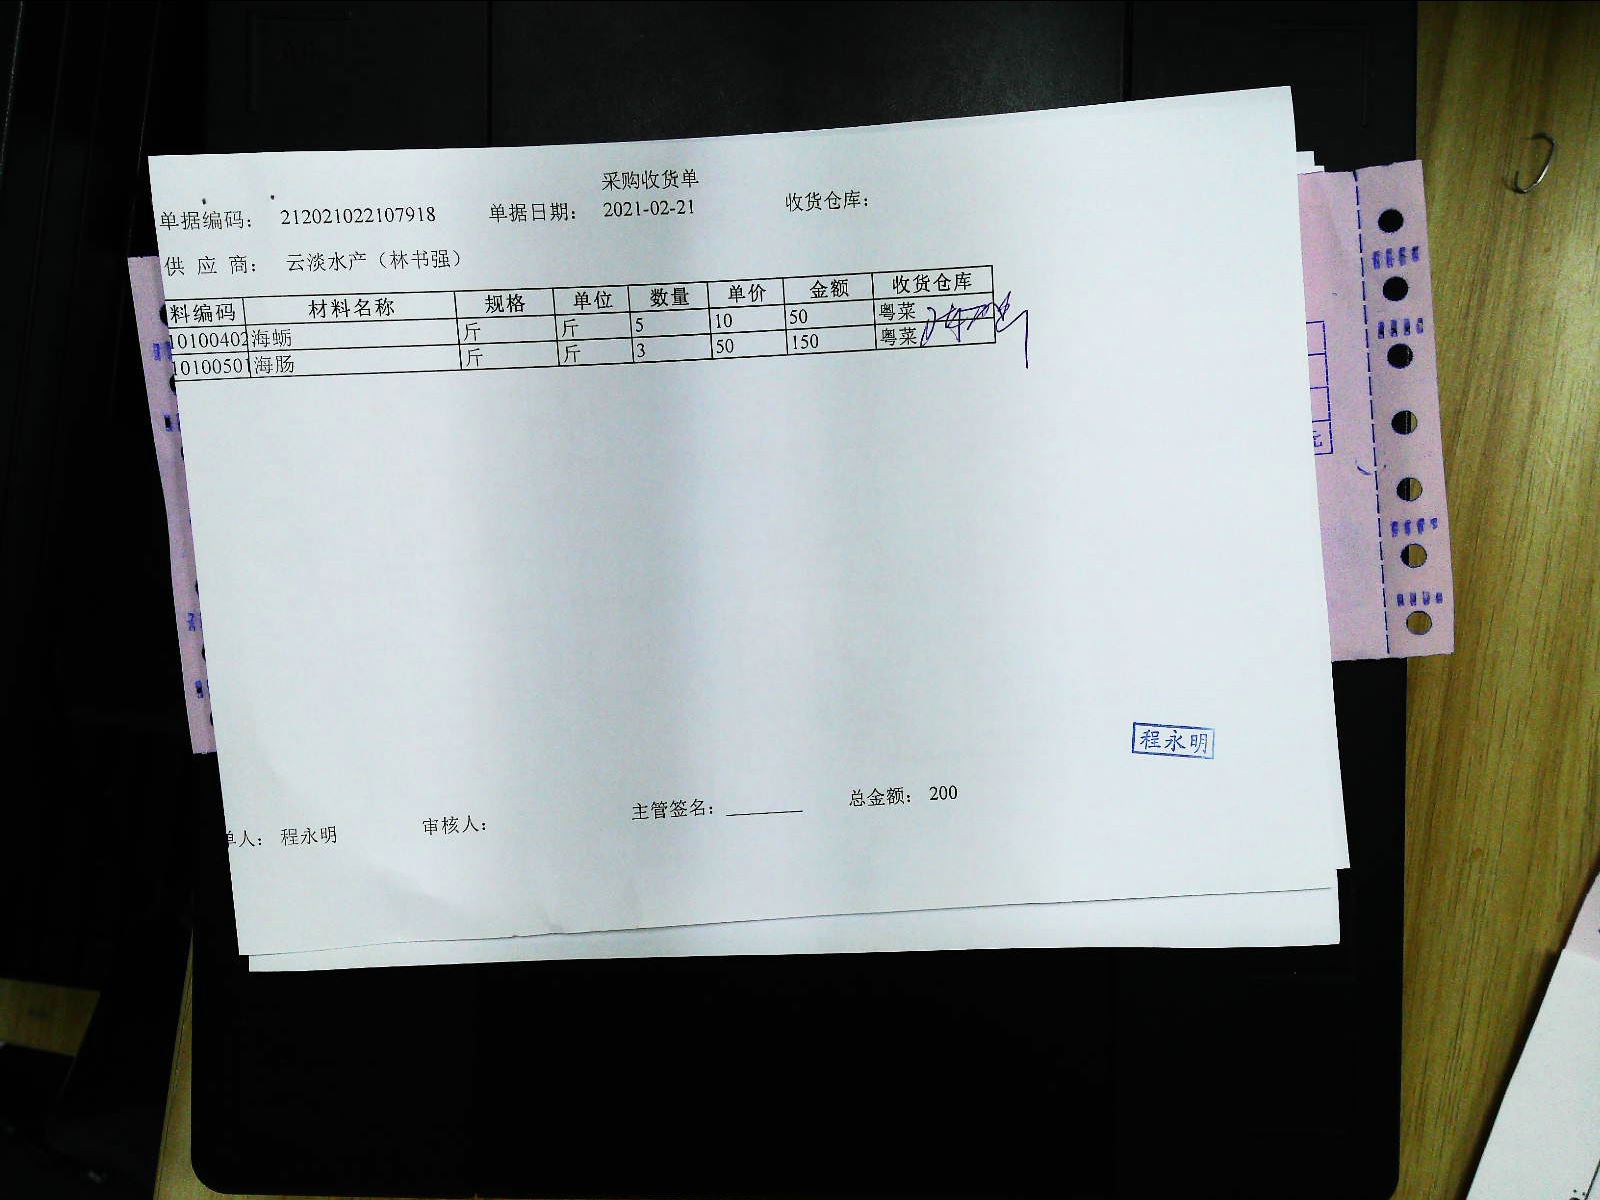 采购收货单
单据编码： 212021022107918 单据日期： 2021-02-21 收货仓库：
供 应 商： 云淡水产（林书强）
料编码 材料名称 规格 单位 数量 单价 金额 收货仓库
10100402 海蛎 斤 斤 5 10 50 粤菜
1010050 海肠 斤 斤 3 50 150 粤菜
程永明
单人： 程永明 审核人： 主管签名： 总金额： 200
元